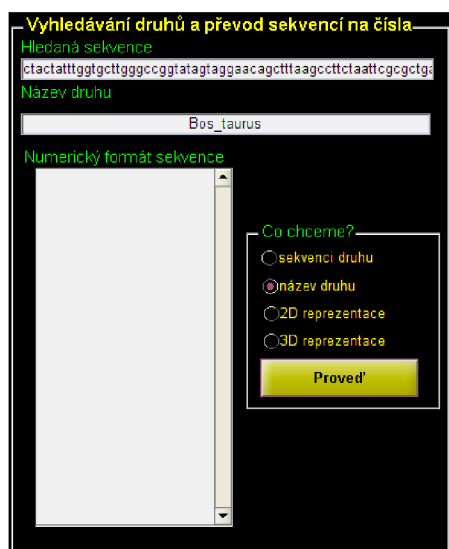 Vyhledávání druhů a převod sekvencí na čísla
Hledaná sekvence
ctactatttggtgcttgggccggtatagtaggaacagctttaagccttctaattcgcgctga
Název druhu
Bos_taurus
Numerický formát sekvence
Co chceme?
sekvenci druhu
název druhu
2D reprezentace
3D reprezentace
Proveď